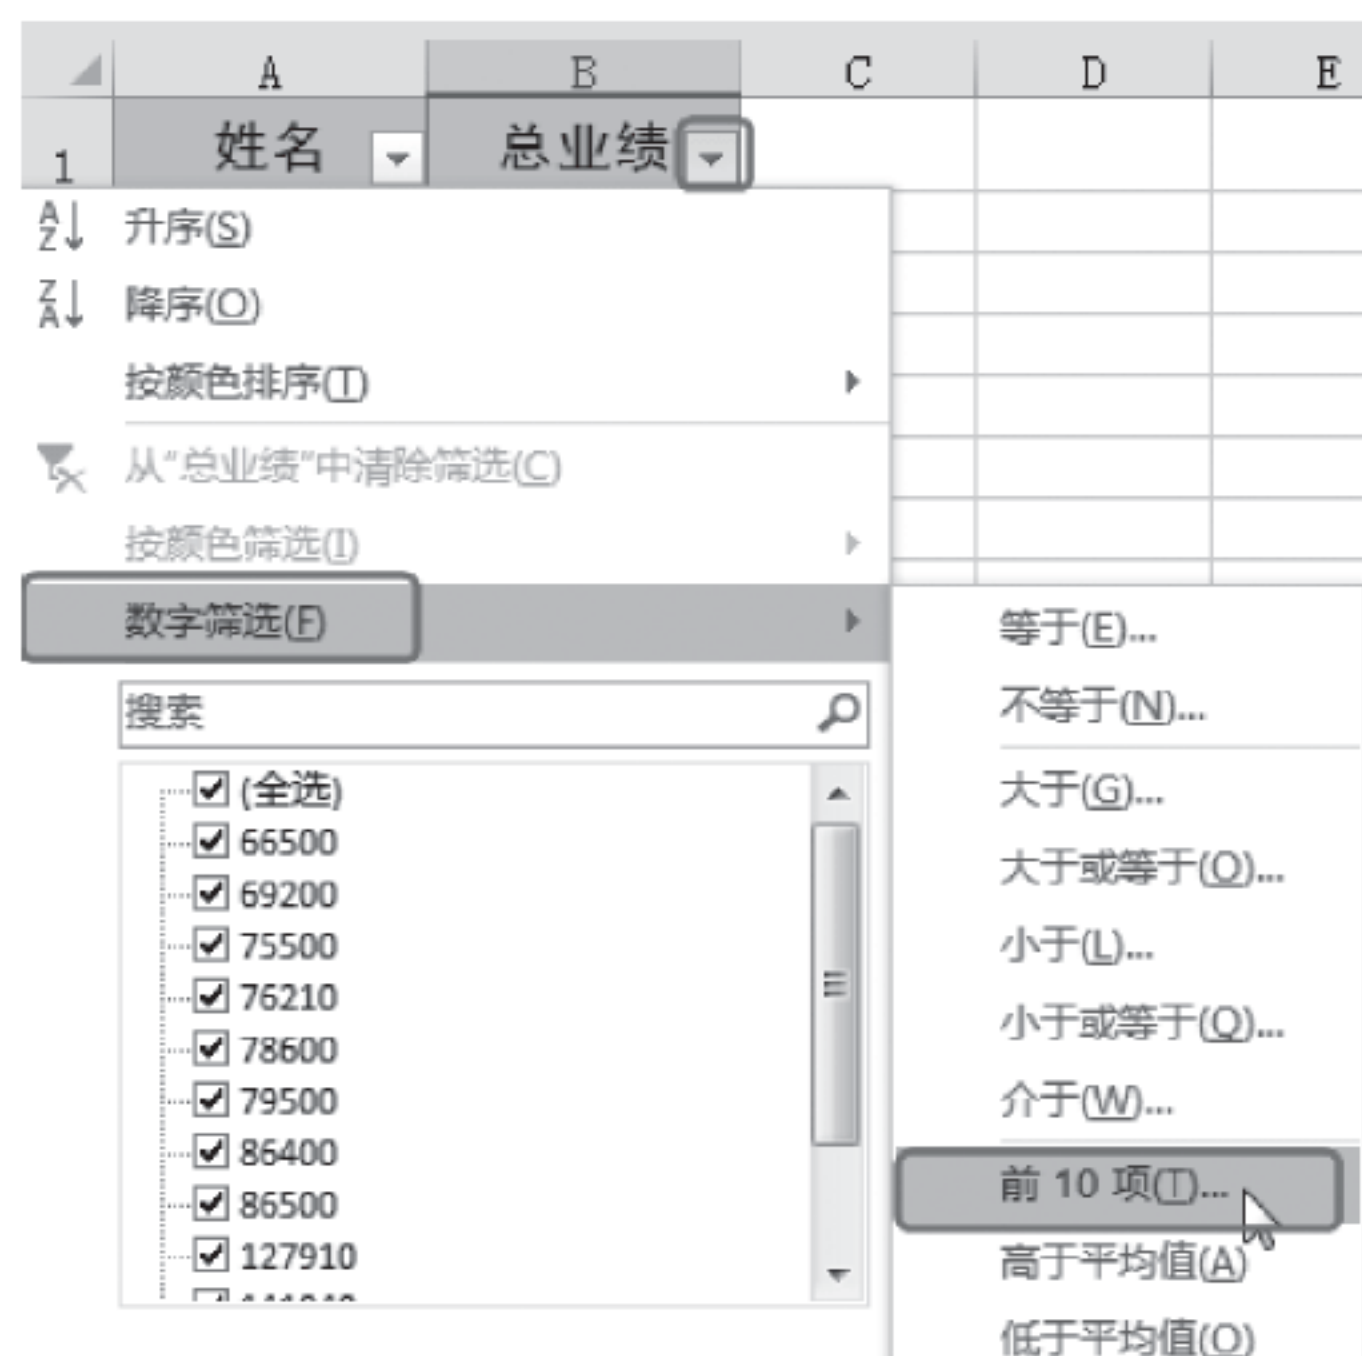 A B C D E
1 姓名 总业绩
升序(S)
降序(O)
按颜色排序(T)
从“总业绩”中清除筛选(C)
按颜色筛选(I)
数字筛选(F)
搜索
(全选)
66500
69200
75500
76210
78600
79500
86400
86500
127910
等于(E)...
不等于(N)...
大于(G)...
大于或等于(O)...
小于(L)...
小于或等于(Q)...
介于(W)...
前 10 项(T)...
高于平均值(A)
低于平均值(O)